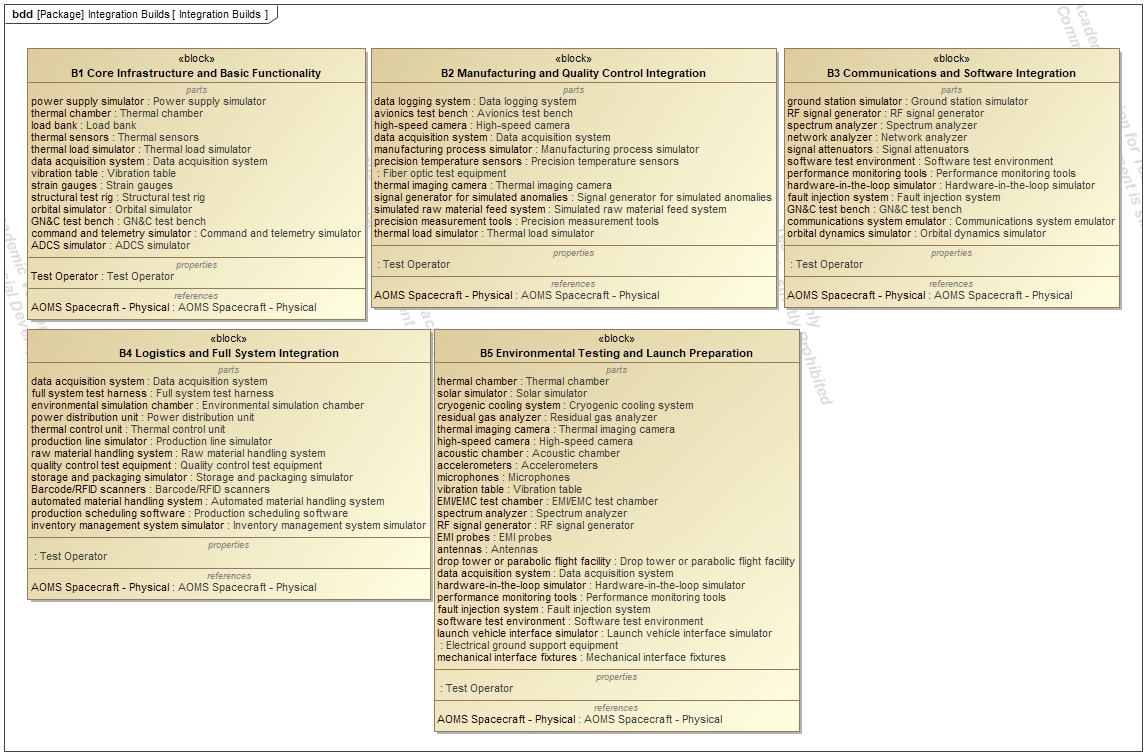 bdd [Package] Integration Builds [ Integration Builds ]
«block»
B1 Core Infrastructure and Basic Functionality
parts
power supply simulator : Power supply simulator
thermal chamber : Thermal chamber
load bank : Load bank
thermal sensors : Thermal sensors
thermal load simulator : Thermal load simulator
data acquisition system : Data acquisition system
vibration table : Vibration table
strain gauges : Strain gauges
structural test rig : Structural test rig
orbital simulator : Orbital simulator
GN&C test bench : GN&C test bench
command and telemetry simulator : Command and telemetry simulator
ADCS simulator : ADCS simulator
properties
Test Operator : Test Operator
references
AOMS Spacecraft - Physical : AOMS Spacecraft - Physical
«block»
B2 Manufacturing and Quality Control Integration
parts
data logging system : Data logging system
avionics test bench : Avionics test bench
high-speed camera : High-speed camera
data acquisition system : Data acquisition system
manufacturing process simulator : Manufacturing process simulator
precision temperature sensors : Precision temperature sensors
: Fiber optic test equipment
thermal imaging camera : Thermal imaging camera
signal generator for simulated anomalies : Signal generator for simulated anomalies
simulated raw material feed system : Simulated raw material feed system
precision measurement tools : Precision measurement tools
thermal load simulator : Thermal load simulator
properties
: Test Operator
references
AOMS Spacecraft - Physical : AOMS Spacecraft - Physical
«block»
B3 Communications and Software Integration
parts
ground station simulator : Ground station simulator
RF signal generator : RF signal generator
spectrum analyzer : Spectrum analyzer
network analyzer : Network analyzer
signal attenuators : Signal attenuators
software test environment : Software test environment
performance monitoring tools : Performance monitoring tools
hardware-in-the-loop simulator : Hardware-in-the-loop simulator
fault injection system : Fault injection system
GN&C test bench : GN&C test bench
communications system emulator : Communications system emulator
orbital dynamics simulator : Orbital dynamics simulator
properties
: Test Operator
references
AOMS Spacecraft - Physical : AOMS Spacecraft - Physical
«block»
B4 Logistics and Full System Integration
parts
data acquisition system : Data acquisition system
full system test harness : Full system test harness
environmental simulation chamber : Environmental simulation chamber
power distribution unit : Power distribution unit
thermal control unit : Thermal control unit
production line simulator : Production line simulator
raw material handling system : Raw material handling system
quality control test equipment : Quality control test equipment
storage and packaging simulator : Storage and packaging simulator
Barcode/RFID scanners : Barcode/RFID scanners
automated material handling system : Automated material handling system
production scheduling software : Production scheduling software
inventory management system simulator : Inventory management system simulator
properties
: Test Operator
references
AOMS Spacecraft - Physical : AOMS Spacecraft - Physical
«block»
B5 Environmental Testing and Launch Preparation
parts
thermal chamber : Thermal chamber
solar simulator : Solar simulator
cryogenic cooling system : Cryogenic cooling system
residual gas analyzer : Residual gas analyzer
thermal imaging camera : Thermal imaging camera
high-speed camera : High-speed camera
acoustic chamber : Acoustic chamber
accelerometers : Accelerometers
microphones : Microphones
vibration table : Vibration table
EMI/EMC test chamber : EMI/EMC test chamber
spectrum analyzer : Spectrum analyzer
RF signal generator : RF signal generator
EMI probes : EMI probes
antennas : Antennas
drop tower or parabolic flight facility : Drop tower or parabolic flight facility
data acquisition system : Data acquisition system
hardware-in-the-loop simulator : Hardware-in-the-loop simulator
performance monitoring tools : Performance monitoring tools
fault injection system : Fault injection system
software test environment : Software test environment
launch vehicle interface simulator : Launch vehicle interface simulator
: Electrical ground support equipment
mechanical interface fixtures : Mechanical interface fixtures
properties
: Test Operator
references
AOMS Spacecraft - Physical : AOMS Spacecraft - Physical
Prohibited